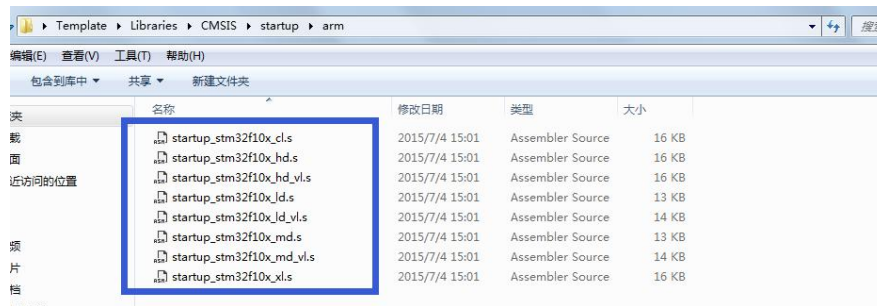 Template ▸ Libraries ▸ CMSIS ▸ startup ▸ arm
编辑(E) 查看(V) 工具(T) 帮助(H)
包含到库中 ▼ 共享 ▼ 新建文件夹
名称 修改日期 类型 大小
夹
载 startup_stm32f10x_cl.s 2015/7/4 15:01 Assembler Source 16 KB
面 startup_stm32f10x_hd.s 2015/7/4 15:01 Assembler Source 16 KB
近访问的位置 startup_stm32f10x_hd_vl.s 2015/7/4 15:01 Assembler Source 16 KB
startup_stm32f10x_ld.s 2015/7/4 15:01 Assembler Source 13 KB
startup_stm32f10x_ld_vl.s 2015/7/4 15:01 Assembler Source 14 KB
频 startup_stm32f10x_md.s 2015/7/4 15:01 Assembler Source 13 KB
片 startup_stm32f10x_md_vl.s 2015/7/4 15:01 Assembler Source 14 KB
档 startup_stm32f10x_xl.s 2015/7/4 15:01 Assembler Source 16 KB